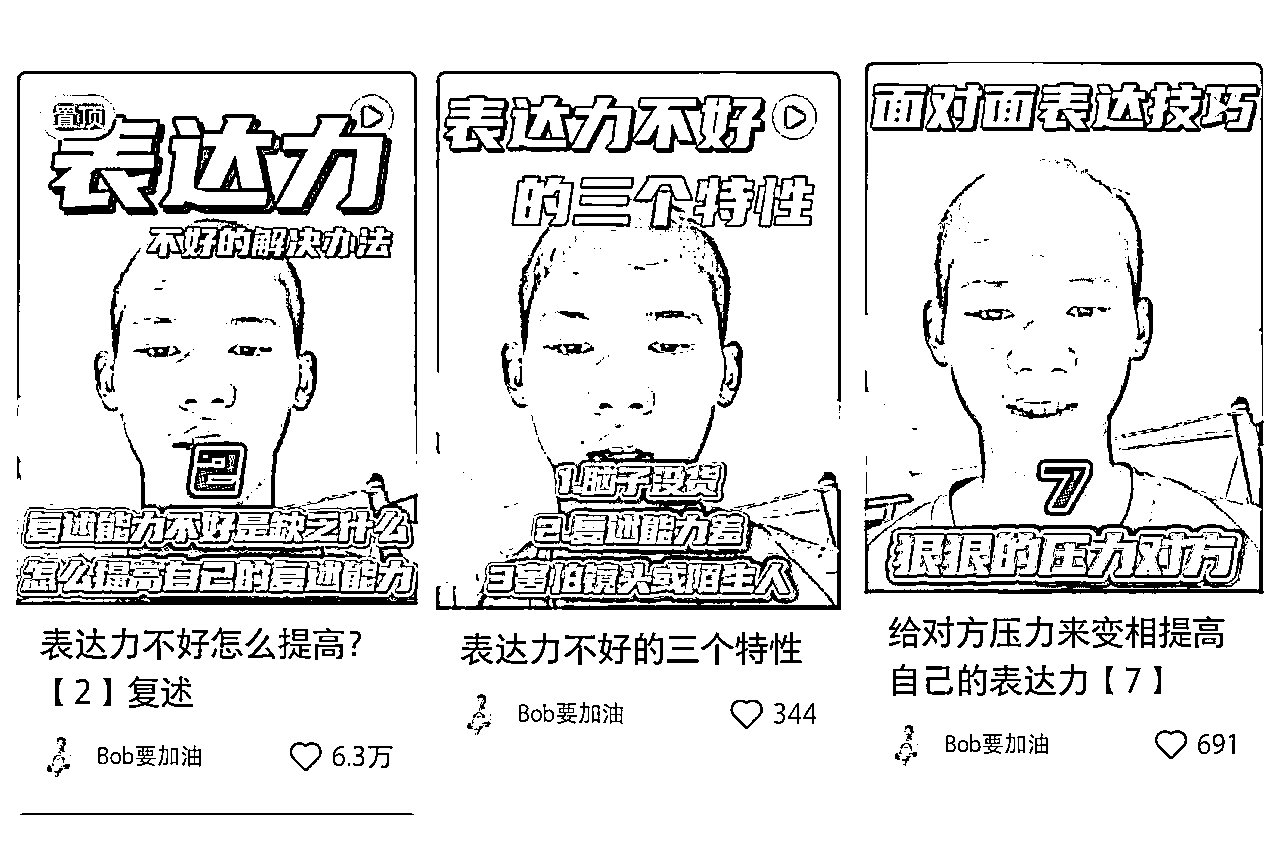 置顶
表达力
不好的解决办法
2
复述能力不好是缺乏什么
怎么提高自己的复述能力
表达力不好怎么提高?
【2】复述
Bob要加油
6.3万
表达力不好
的三个特性
1.脑子没货
2.复述能力差
3害怕镜头或陌生人
表达力不好的三个特性
Bob要加油
344
面对面表达技巧
7
狠狠的压力对方
给对方压力来变相提高
自己的表达力【7】
Bob要加油
691